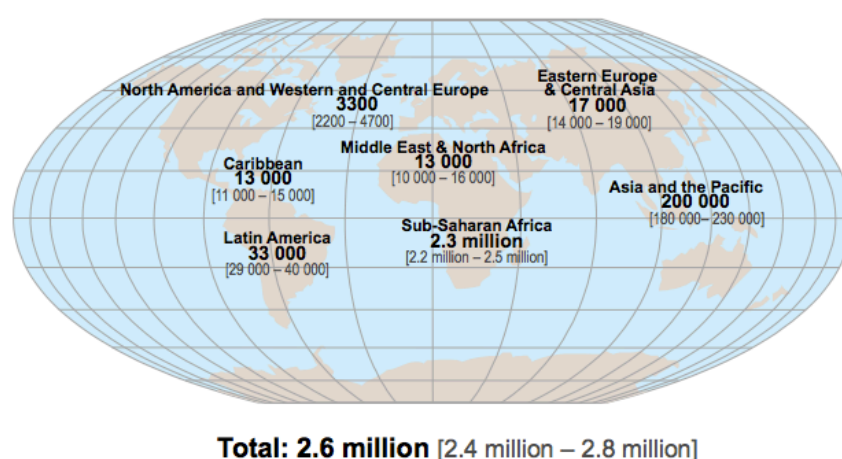 North America and Western and Central Europe
3300
[2200 – 4700]
Eastern Europe
& Central Asia
17 000
[14 000 – 19 000]
Middle East & North Africa
13 000
[10 000 – 16 000]
Caribbean
13 000
[11 000 – 15 000]
Asia and the Pacific
200 000
[180 000– 230 000]
Sub-Saharan Africa
2.3 million
[2.2 million – 2.5 million]
Latin America
33 000
[29 000 – 40 000]
Total: 2.6 million [2.4 million – 2.8 million]